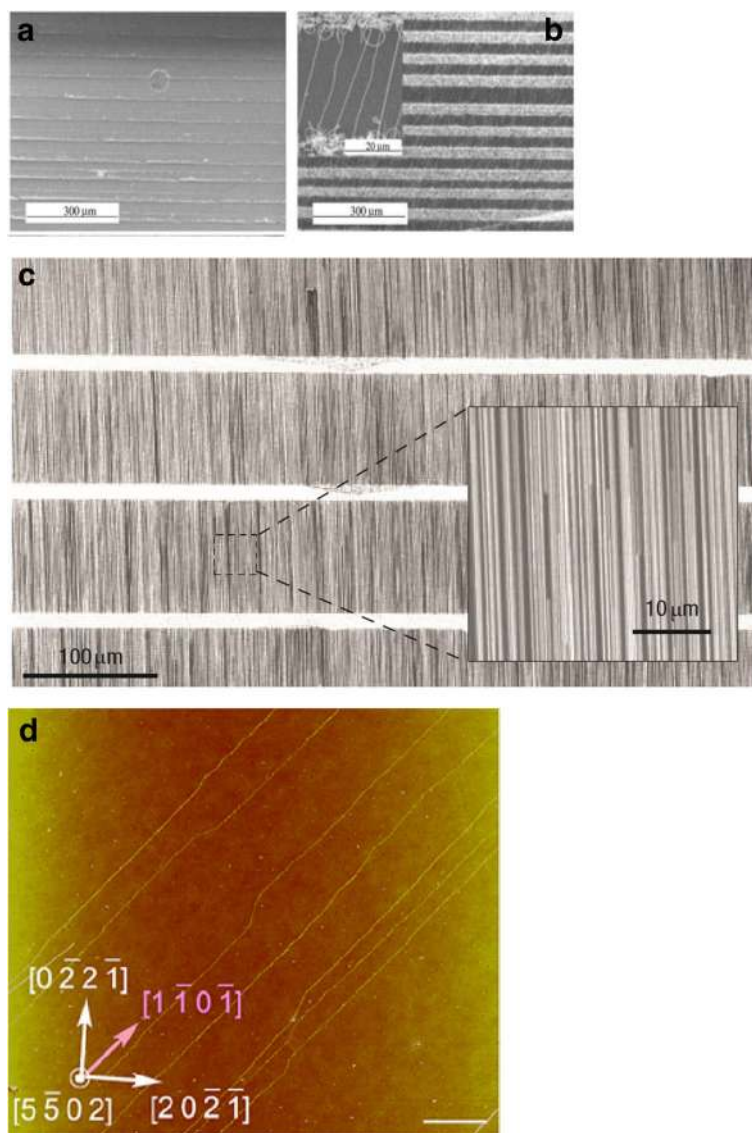 a
b
300 µm
20 µm
300 µm
c
10 µm
100 µm
d
[0 2̅ 2 1̅]
[1 1̅ 0 1̅]
[5 5̅ 0 2]
[2 0 2̅ 1̅]